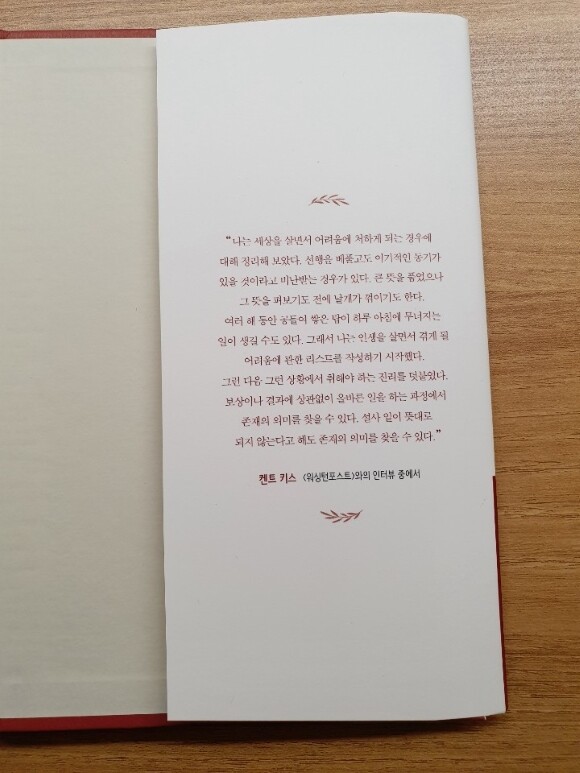 “나는 세상을 살면서 어려움에 처하게 되는 경우에
대해 정리해 보았다. 선행을 베풀고도 이기적인 동기가
있을 것이라고 비난받는 경우가 있다. 큰 뜻을 품었으나
그 뜻을 펴보기도 전에 날개가 꺾이기도 한다.
여러 해 동안 공들여 쌓은 탑이 하루 아침에 무너지는
일이 생길 수도 있다. 그래서 나는 인생을 살면서 겪게 될
어려움에 관한 리스트를 작성하기 시작했다.
그런 다음 그런 상황에서 취해야 하는 진리를 덧붙였다.
보상이나 결과에 상관없이 올바른 일을 하는 과정에서
존재의 의미를 찾을 수 있다. 설사 일이 뜻대로
되지 않는다고 해도 존재의 의미를 찾을 수 있다.”
켄트 키스 〈워싱턴포스트〉와의 인터뷰 중에서